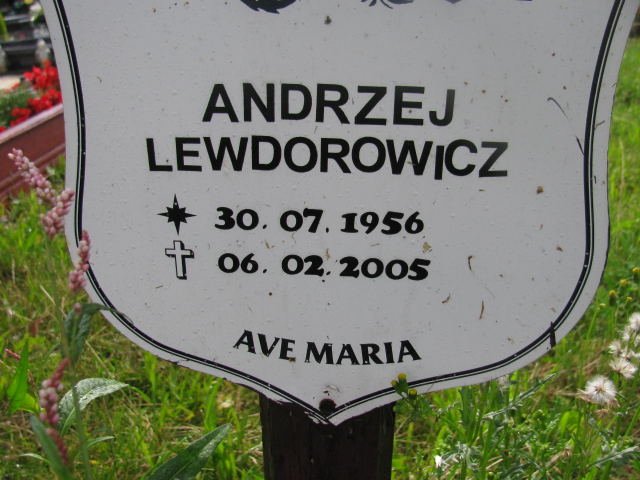 ANDRZEJ
LEWDOROWICZ
30. 07. 1956
06. 02. 2005
AVE MARIA